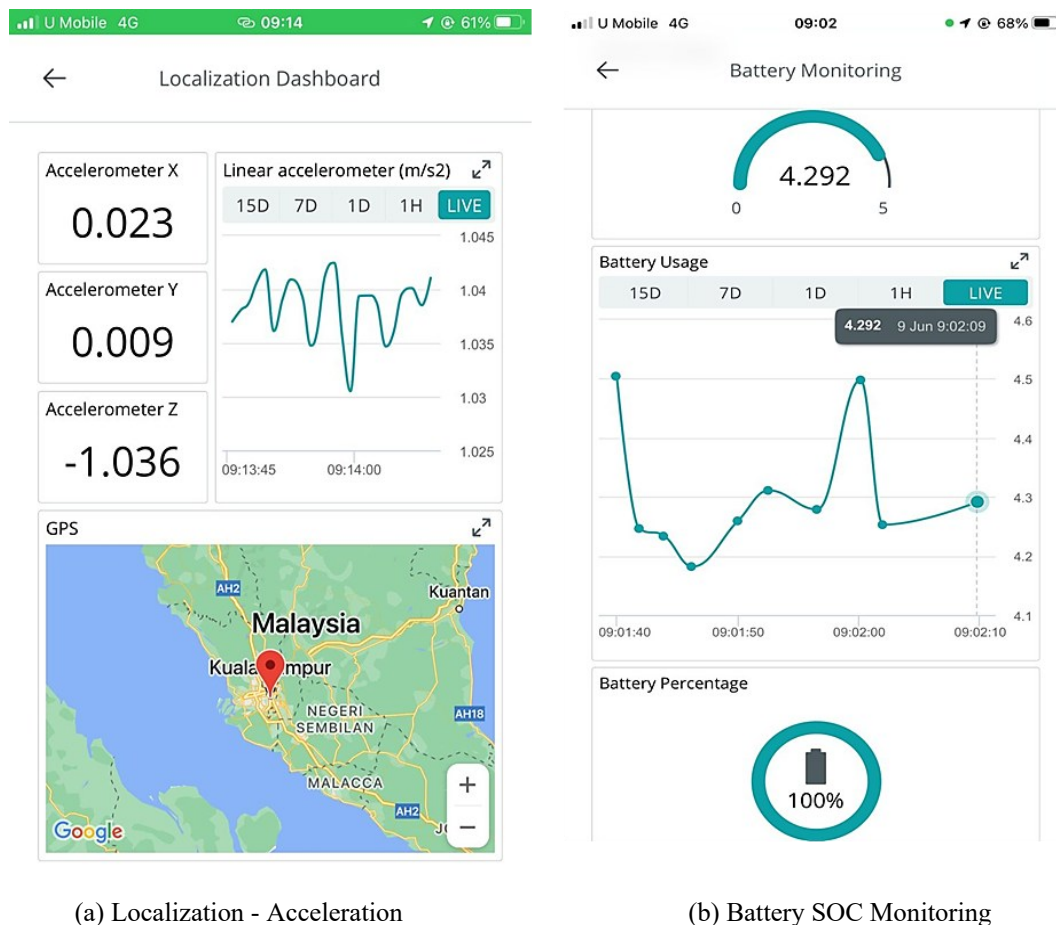 U Mobile 4G 09:14 61%
Localization Dashboard
Accelerometer X
0.023
Accelerometer Y
0.009
Accelerometer Z
-1.036
Linear accelerometer (m/s2)
15D 7D 1D 1H LIVE
1.045
1.04
1.035
1.03
1.025
09:13:45 09:14:00
GPS
AH2
Kuantan
Malaysia
NEGERI
SEMBILAN
AH18
MALACCA
AH2
+
−
Google
(a) Localization - Acceleration
U Mobile 4G 09:02 68%
Battery Monitoring
4.292
0 5
Battery Usage
15D 7D 1D 1H LIVE
4.292 9 Jun 9:02:09
4.6
4.5
4.4
4.3
4.2
4.1
09:01:40 09:01:50 09:02:00 09:02:10
Battery Percentage
100%
(b) Battery SOC Monitoring